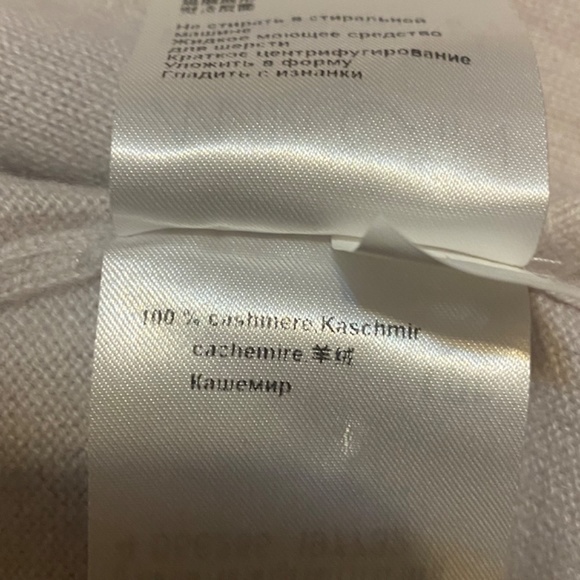 Не стирать в стиральной
машине
Жидкое моющее средство
для шерсти
Краткое центрифугирование
Уложить в форму
Гладить с изнанки
100 % cashmere Kaschmir
cachemire 羊绒
Кашемир